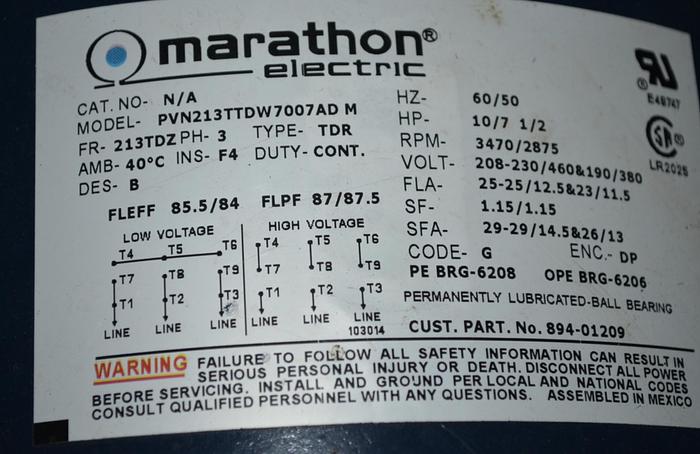 marathon®
electric
CAT. NO- N/A
MODEL- PVN213TTDW7007AD M
FR- 213TDZ PH- 3 TYPE- TDR
AMB- 40°C INS- F4 DUTY- CONT.
DES- B
FLEFF 85.5/84 FLPF 87/87.5
LOW VOLTAGE
T4 T5 T6
T7 T8 T9
T1 T2 T3
LINE LINE LINE
HIGH VOLTAGE
T4 T5 T6
T7 T8 T9
T1 T2 T3
LINE LINE LINE
103014
HZ- 60/50
HP- 10/7 1/2
RPM- 3470/2875
VOLT- 208-230/460&190/380
FLA- 25-25/12.5&23/11.5
SF- 1.15/1.15
SFA- 29-29/14.5&26/13
CODE- G ENC.- DP
PE BRG-6208 OPE BRG-6206
PERMANENTLY LUBRICATED-BALL BEARING
CUST. PART. No. 894-01209
RU®
E49747
SA®
LR2025
WARNING FAILURE TO FOLLOW ALL SAFETY INFORMATION CAN RESULT IN
SERIOUS PERSONAL INJURY OR DEATH. DISCONNECT ALL POWER
BEFORE SERVICING. INSTALL AND GROUND PER LOCAL AND NATIONAL CODES
CONSULT QUALIFIED PERSONNEL WITH ANY QUESTIONS. ASSEMBLED IN MEXICO